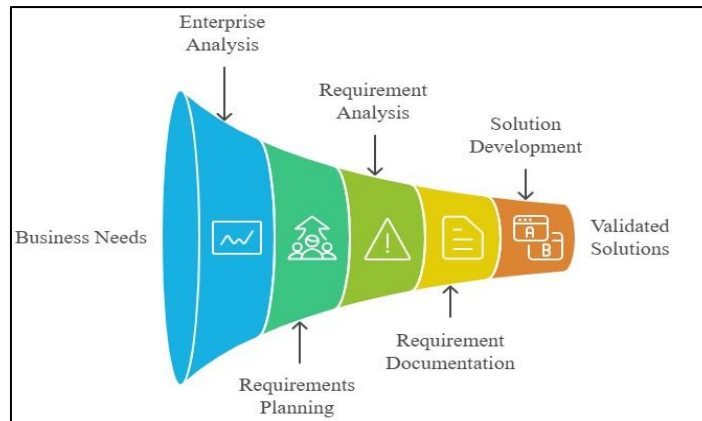 Enterprise
Analysis
Requirement
Analysis
Solution
Development
Business Needs
A
B
Validated
Solutions
Requirement
Documentation
Requirements
Planning